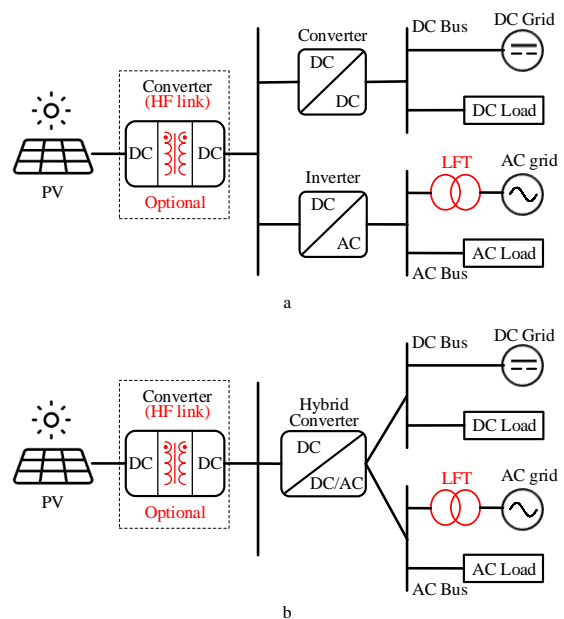 DC Grid
DC Bus
Converter
DC
DC
DC Load
Converter
(HF link)
DC
DC
Optional
PV
LFT
AC grid
Inverter
DC
AC
AC Load
AC Bus
a
DC Grid
DC Bus
Converter
(HF link)
Hybrid
Converter
DC
DC
DC
DC/AC
DC Load
Optional
PV
LFT
AC grid
AC Load
AC Bus
b